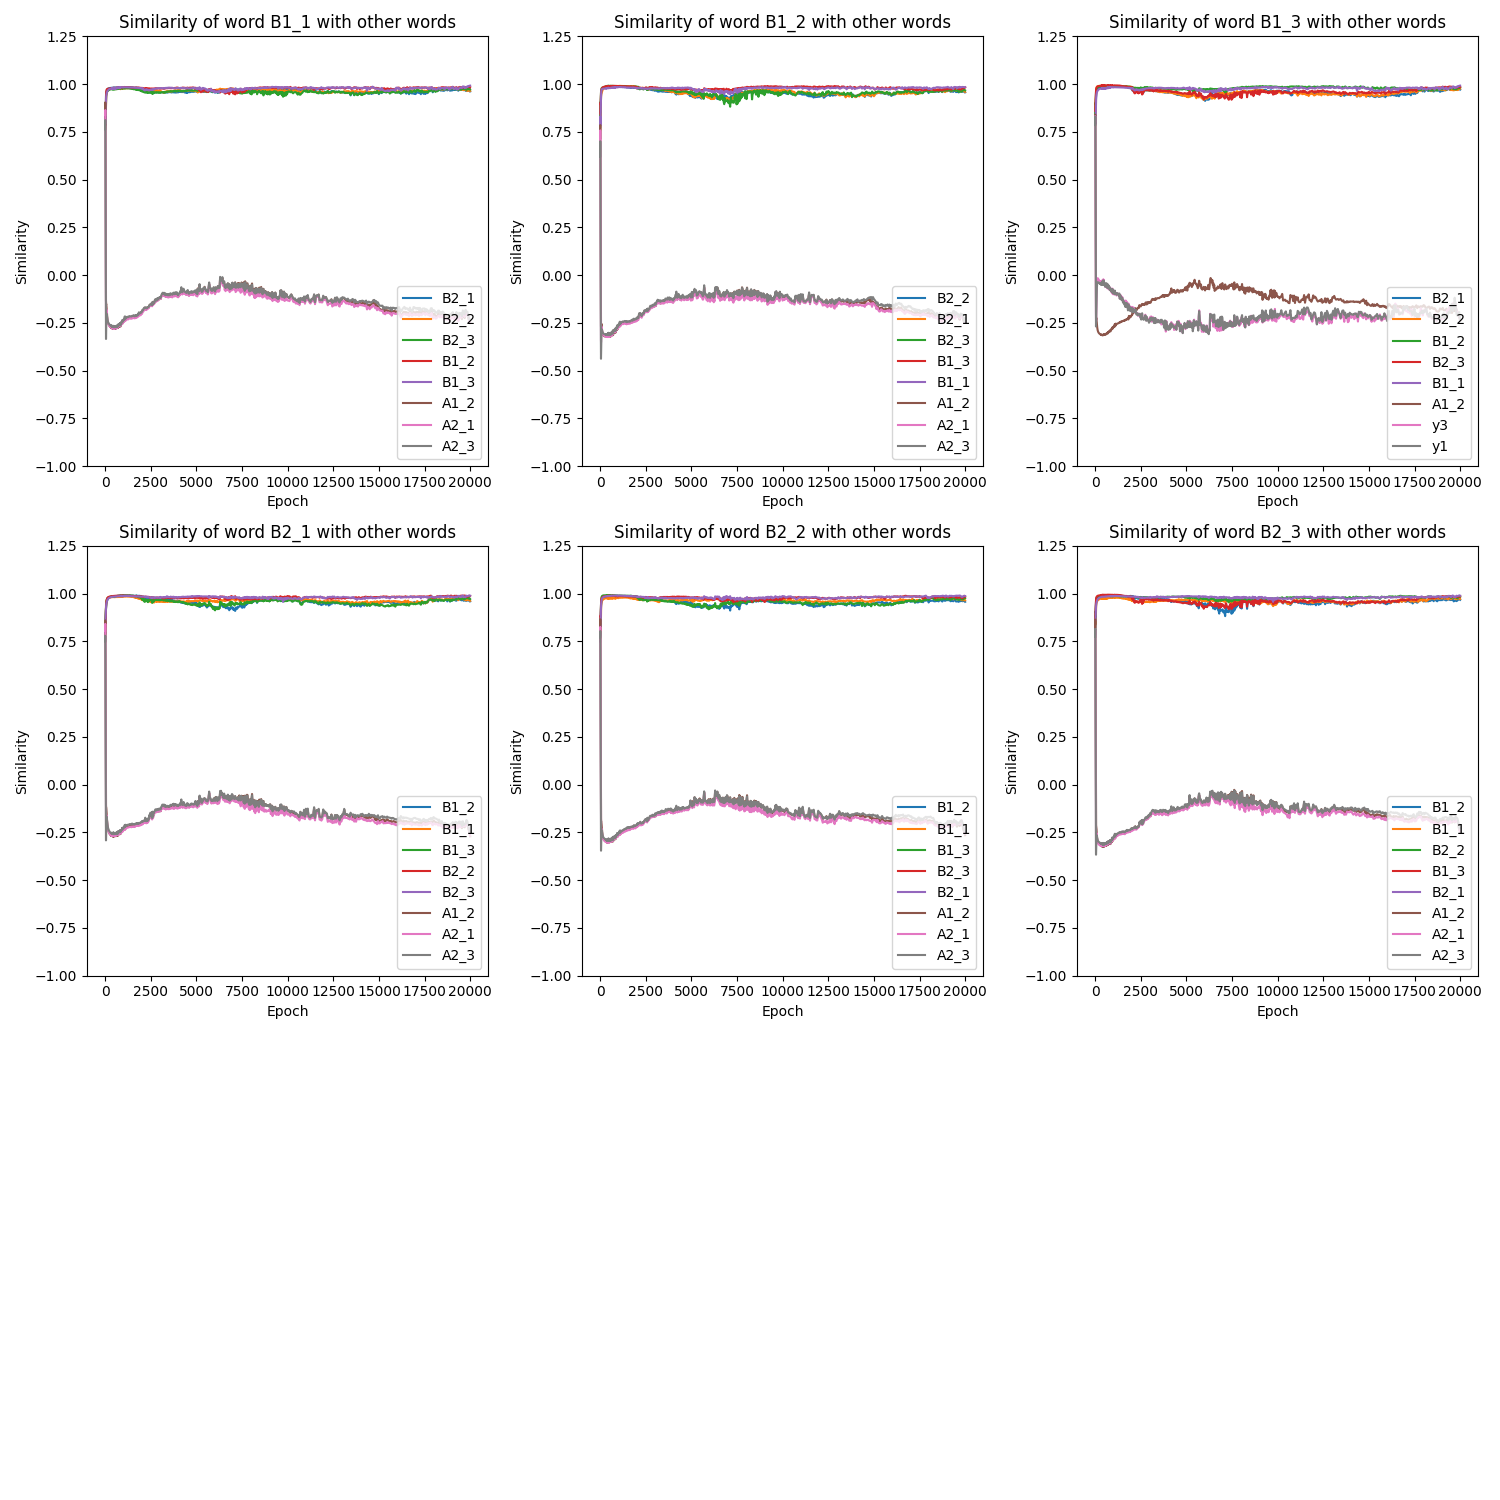 Similarity of word B1_1 with other words
1.25
1.00
0.75
0.50
0.25
0.00
−0.25
−0.50
−0.75
−1.00
Similarity
0 2500 5000 7500 10000 12500 15000 17500 20000
Epoch
B2_1
B2_2
B2_3
B1_2
B1_3
A1_2
A2_1
A2_3
Similarity of word B1_2 with other words
1.25
1.00
0.75
0.50
0.25
0.00
−0.25
−0.50
−0.75
−1.00
Similarity
0 2500 5000 7500 10000 12500 15000 17500 20000
Epoch
B2_2
B2_1
B2_3
B1_3
B1_1
A1_2
A2_1
A2_3
Similarity of word B1_3 with other words
1.25
1.00
0.75
0.50
0.25
0.00
−0.25
−0.50
−0.75
−1.00
Similarity
0 2500 5000 7500 10000 12500 15000 17500 20000
Epoch
B2_1
B2_2
B1_2
B2_3
B1_1
A1_2
y3
y1
Similarity of word B2_1 with other words
1.25
1.00
0.75
0.50
0.25
0.00
−0.25
−0.50
−0.75
−1.00
Similarity
0 2500 5000 7500 10000 12500 15000 17500 20000
Epoch
B1_2
B1_1
B1_3
B2_2
B2_3
A1_2
A2_1
A2_3
Similarity of word B2_2 with other words
1.25
1.00
0.75
0.50
0.25
0.00
−0.25
−0.50
−0.75
−1.00
Similarity
0 2500 5000 7500 10000 12500 15000 17500 20000
Epoch
B1_2
B1_1
B1_3
B2_3
B2_1
A1_2
A2_1
A2_3
Similarity of word B2_3 with other words
1.25
1.00
0.75
0.50
0.25
0.00
−0.25
−0.50
−0.75
−1.00
Similarity
0 2500 5000 7500 10000 12500 15000 17500 20000
Epoch
B1_2
B1_1
B2_2
B1_3
B2_1
A1_2
A2_1
A2_3